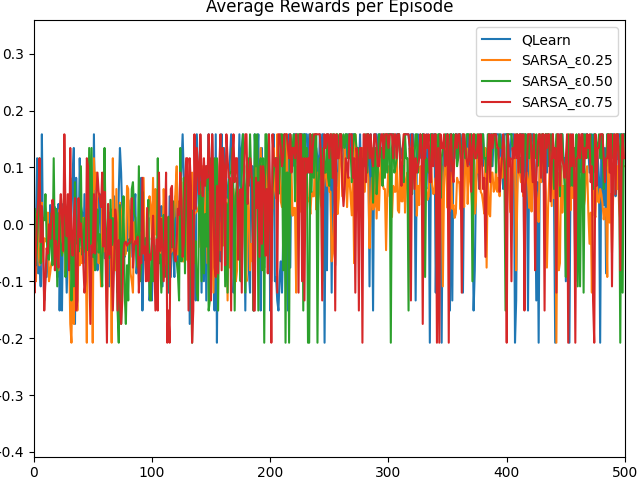 Average Rewards per Episode
QLearn
SARSA_ε0.25
SARSA_ε0.50
SARSA_ε0.75
0.3
0.2
0.1
0.0
-0.1
-0.2
-0.3
-0.4
0 100 200 300 400 500